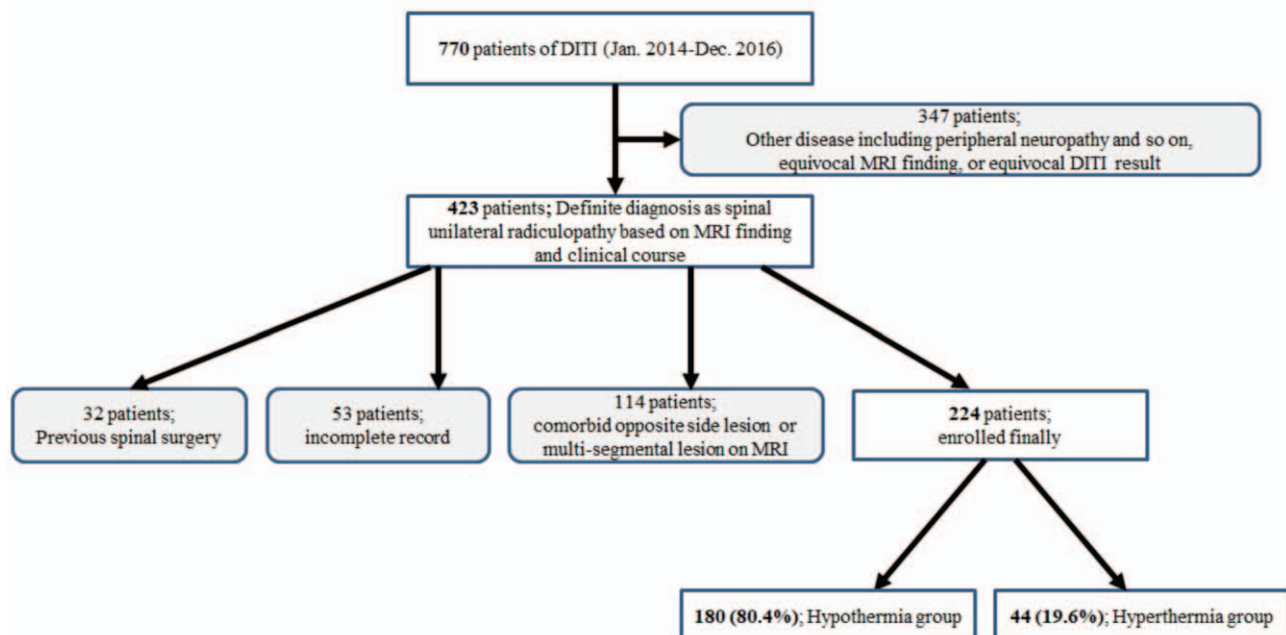 770 patients of DITI (Jan. 2014-Dec. 2016)
347 patients;
Other disease including peripheral neuropathy and so on,
equivocal MRI finding, or equivocal DITI result
423 patients; Definite diagnosis as spinal
unilateral radiculopathy based on MRI finding
and clinical course
32 patients;
Previous spinal surgery
53 patients;
incomplete record
114 patients;
comorbid opposite side lesion or
multi-segmental lesion on MRI
224 patients;
enrolled finally
180 (80.4%); Hypothermia group
44 (19.6%); Hyperthermia group